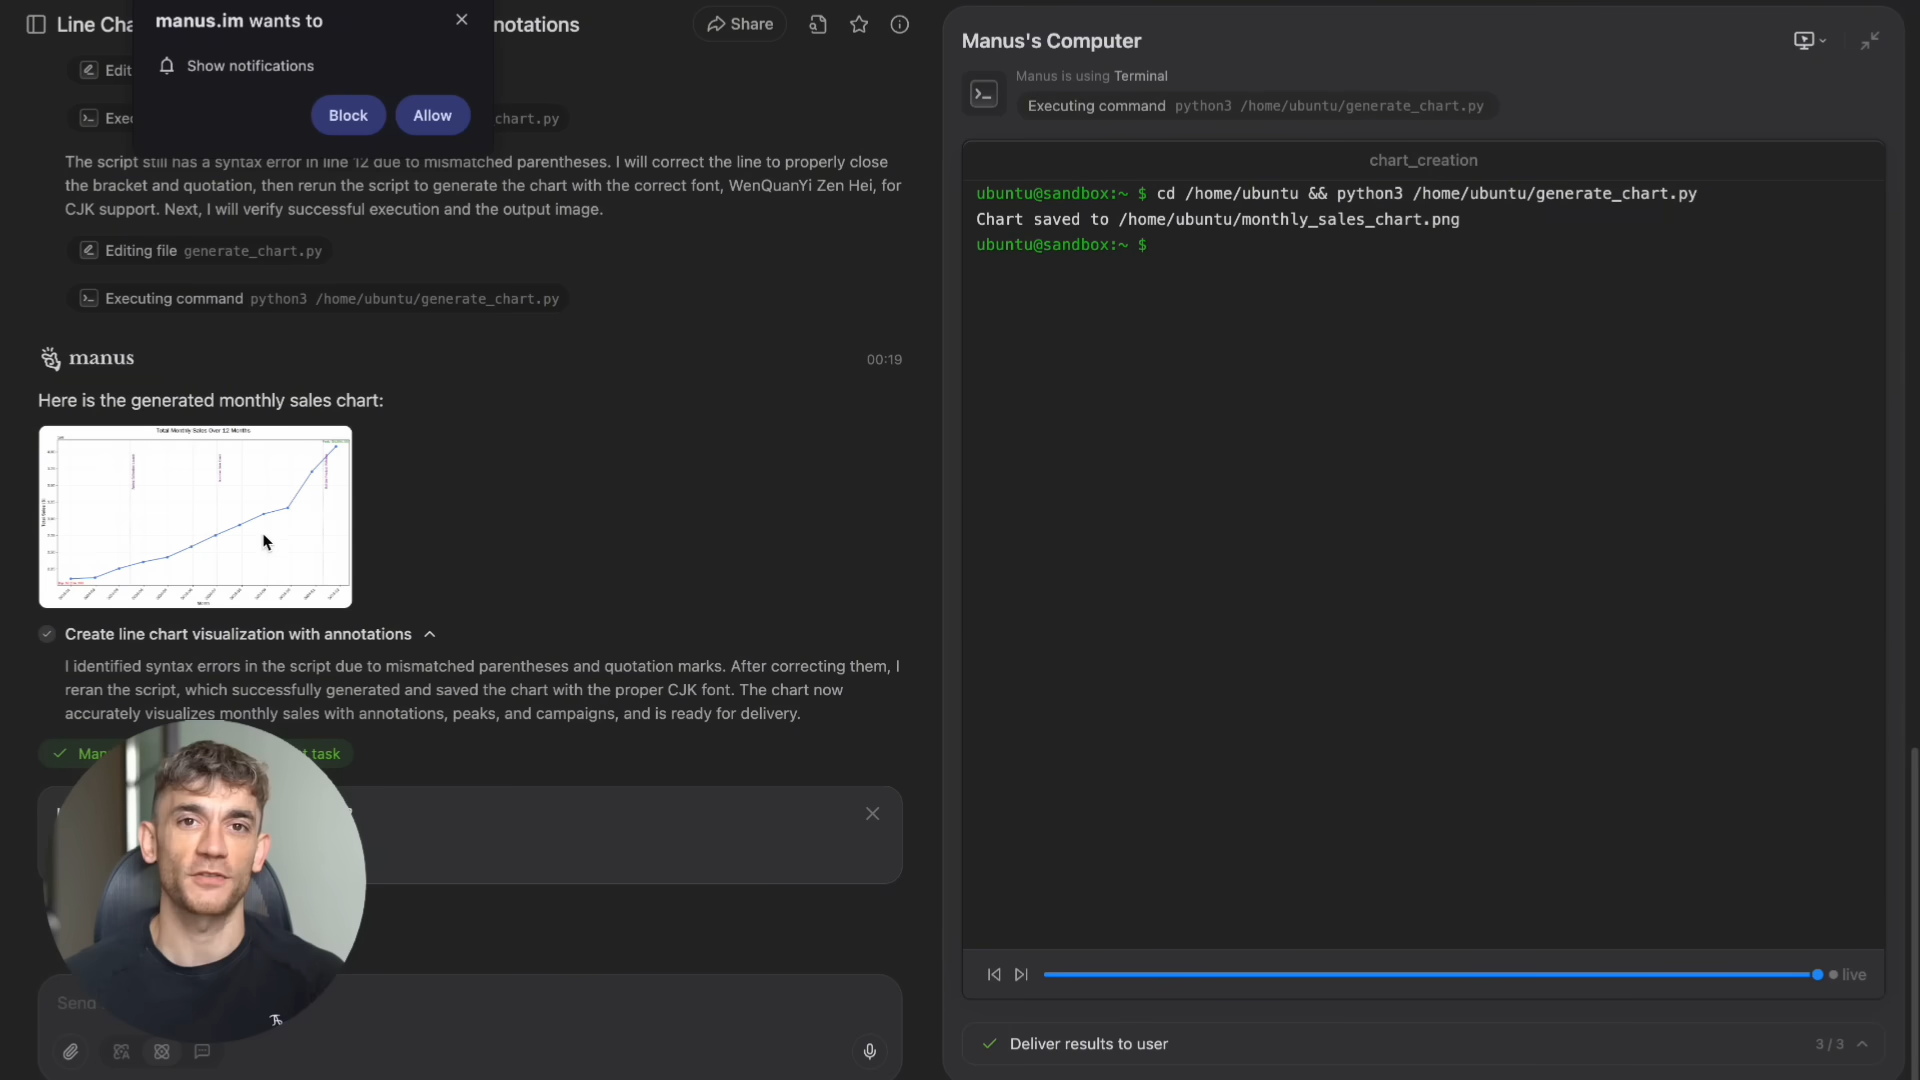 Line Cha
notations
Share
manus.im wants to
Show notifications
Block
Allow
Edit
Exec
chart.py
The script still has a syntax error in line 12 due to mismatched parentheses. I will correct the line to properly close
the bracket and quotation, then rerun the script to generate the chart with the correct font, WenQuanYi Zen Hei, for
CJK support. Next, I will verify successful execution and the output image.
Editing file generate_chart.py
Executing command python3 /home/ubuntu/generate_chart.py
manus
00:19
Here is the generated monthly sales chart:
Total Monthly Sales Over 12 Months
Create line chart visualization with annotations
I identified syntax errors in the script due to mismatched parentheses and quotation marks. After correcting them, I
reran the script, which successfully generated and saved the chart with the proper CJK font. The chart now
accurately visualizes monthly sales with annotations, peaks, and campaigns, and is ready for delivery.
Man
task
Send
Manus's Computer
Manus is using Terminal
Executing command python3 /home/ubuntu/generate_chart.py
chart_creation
ubuntu@sandbox:~ $ cd /home/ubuntu && python3 /home/ubuntu/generate_chart.py
Chart saved to /home/ubuntu/monthly_sales_chart.png
ubuntu@sandbox:~ $
live
Deliver results to user
3 / 3